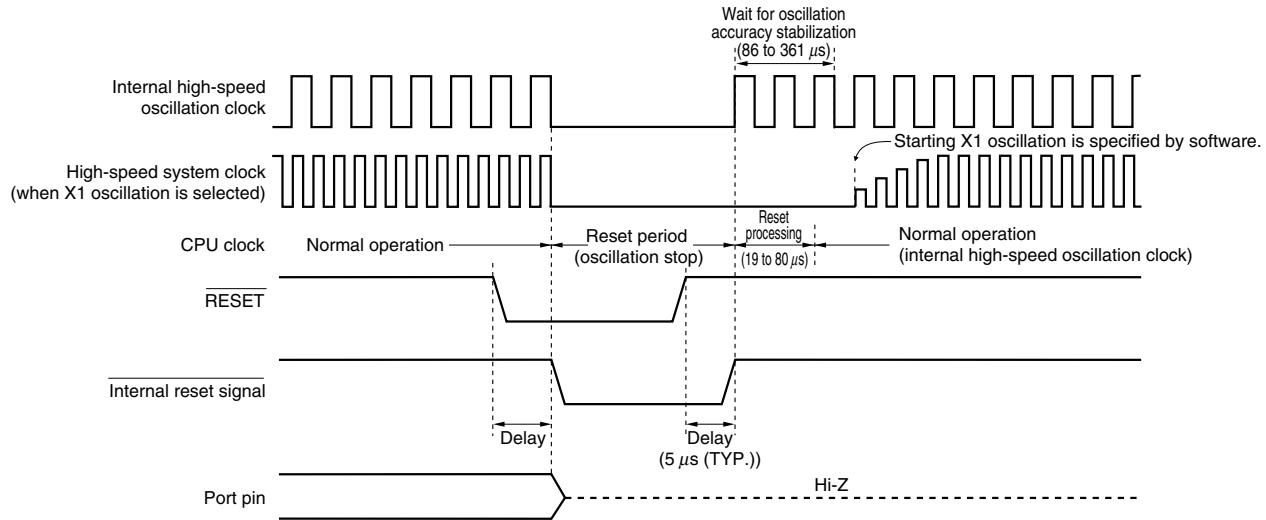 Wait for oscillation
accuracy stabilization
(86 to 361 μs)
Internal high-speed
oscillation clock
Starting X1 oscillation is specified by software.
High-speed system clock
(when X1 oscillation is selected)
CPU clock
Normal operation
Reset period
(oscillation stop)
Reset
processing
(19 to 80 μs)
Normal operation
(internal high-speed oscillation clock)
RESET
Internal reset signal
Delay
Delay
(5 μs (TYP.))
Port pin
Hi-Z